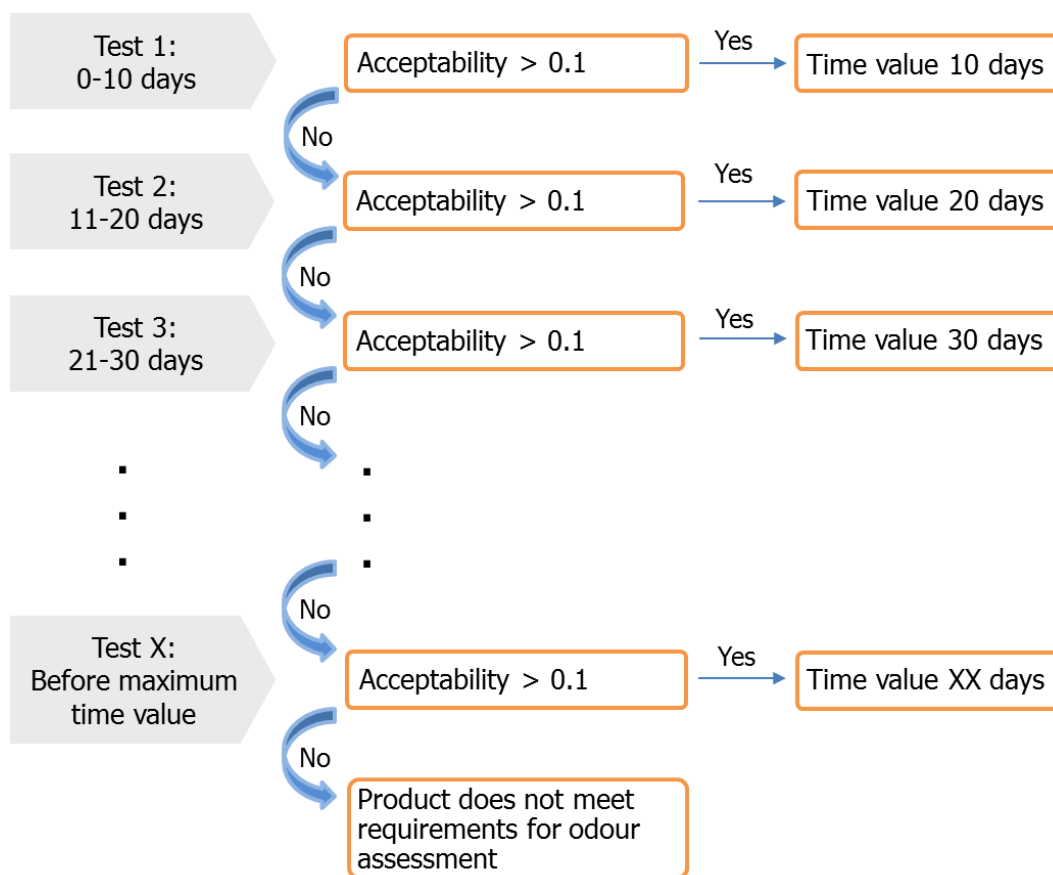 Test 1:
0-10 days
Acceptability > 0.1
Yes
Time value 10 days
No
Test 2:
11-20 days
Acceptability > 0.1
Yes
Time value 20 days
No
Test 3:
21-30 days
Acceptability > 0.1
Yes
Time value 30 days
No
.
.
.
.
.
.
No
Test X:
Before maximum
time value
Acceptability > 0.1
Yes
Time value XX days
No
Product does not meet
requirements for odour
assessment